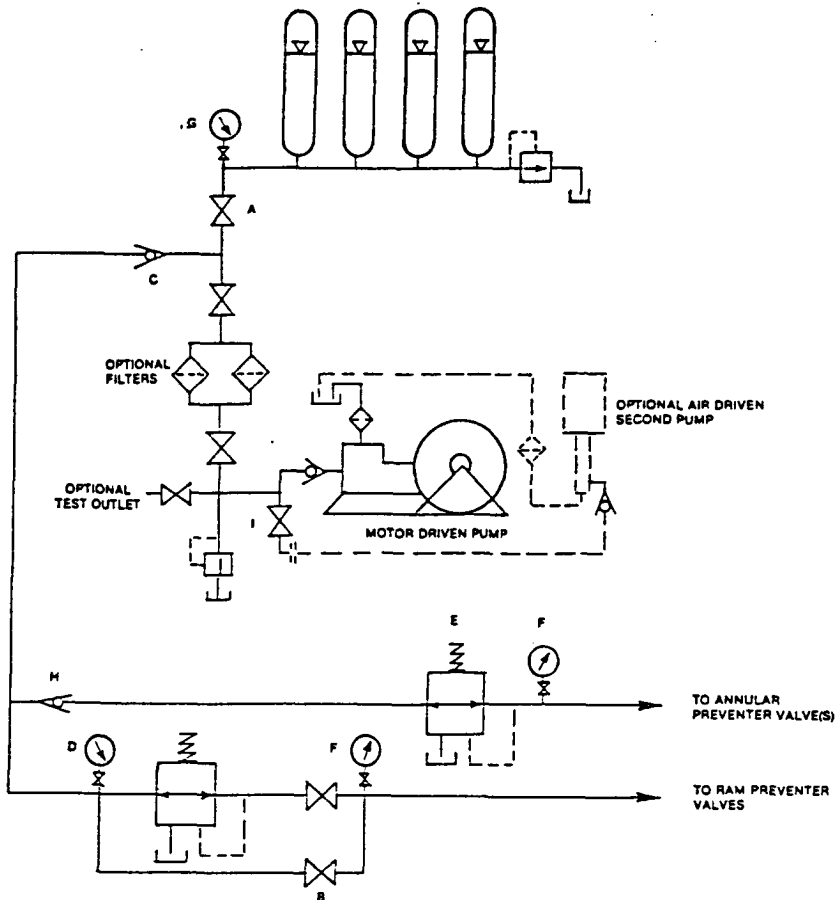 G
A
C
OPTIONAL
FILTERS
OPTIONAL AIR DRIVEN
SECOND PUMP
OPTIONAL
TEST OUTLET
I
MOTOR DRIVEN PUMP
E
F
H
TO ANNULAR
PREVENTER VALVE(S)
D
F
TO RAM PREVENTER
VALVES
B